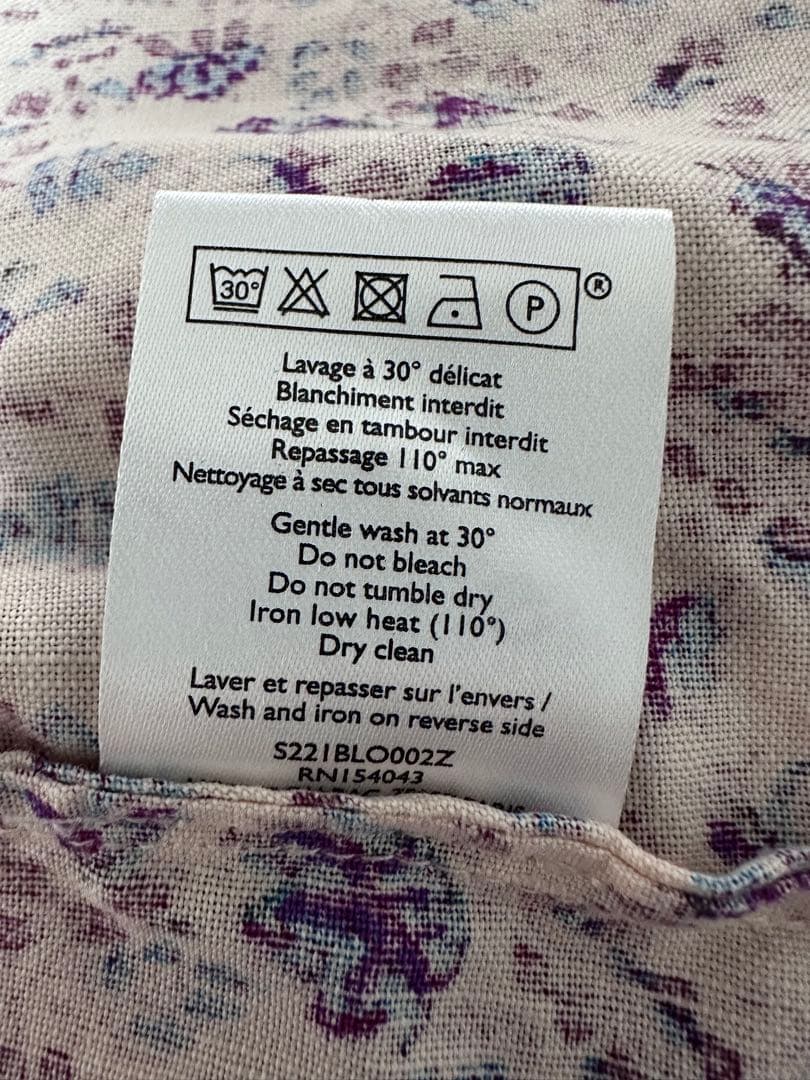 30° P ®
Lavage à 30° délicat
Blanchiment interdit
Séchage en tambour interdit
Repassage 110° max
Nettoyage à sec tous solvants normaux
Gentle wash at 30°
Do not bleach
Do not tumble dry
Iron low heat (110°)
Dry clean
Laver et repasser sur l'envers /
Wash and iron on reverse side
S221BLO002Z
RN154043